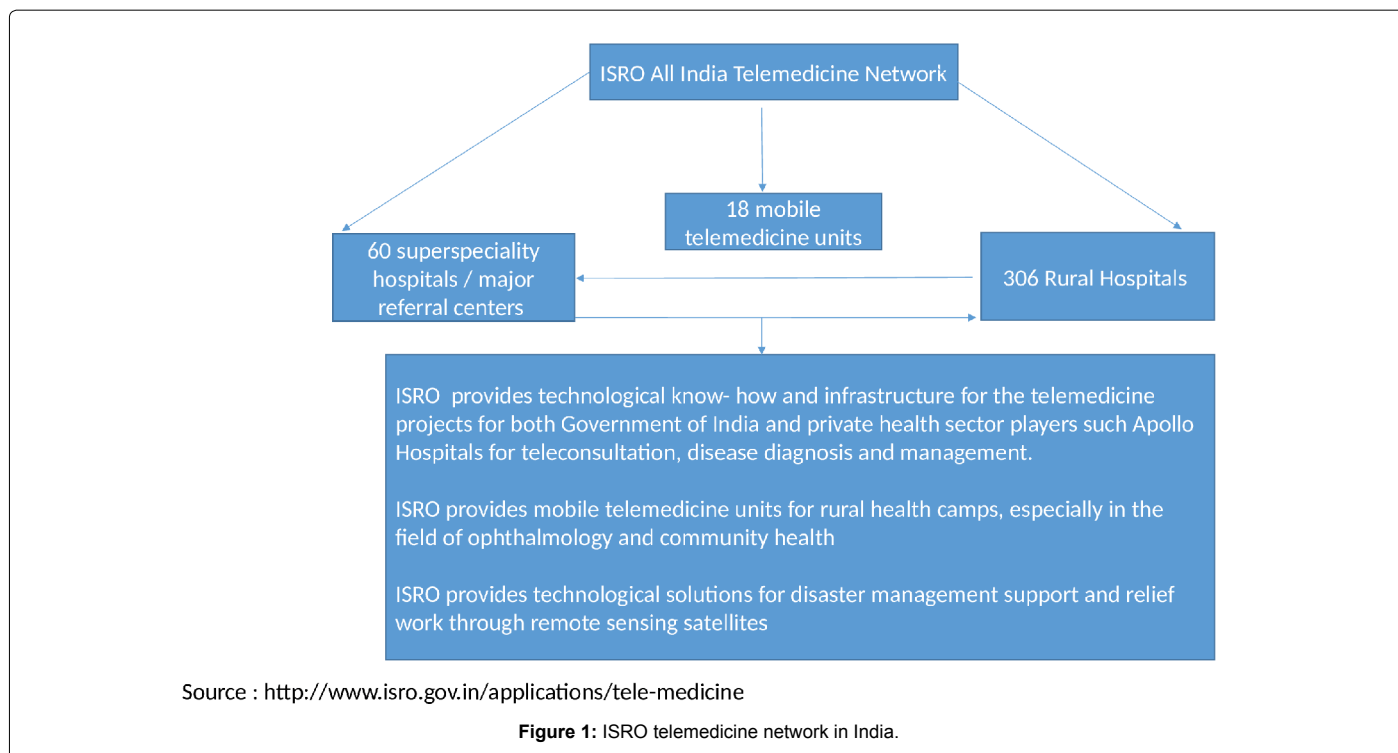 ISRO All India Telemedicine Network
18 mobile
telemedicine units
60 superspeciality
hospitals / major
referral centers
306 Rural Hospitals
ISRO  provides technological know- how and infrastructure for the telemedicine
projects for both Government of India and private health sector players such Apollo
Hospitals for teleconsultation, disease diagnosis and management.
ISRO provides mobile telemedicine units for rural health camps, especially in the
field of ophthalmology and community health
ISRO provides technological solutions for disaster management support and relief
work through remote sensing satellites
Source : http://www.isro.gov.in/applications/tele-medicine
Figure 1: ISRO telemedicine network in India.